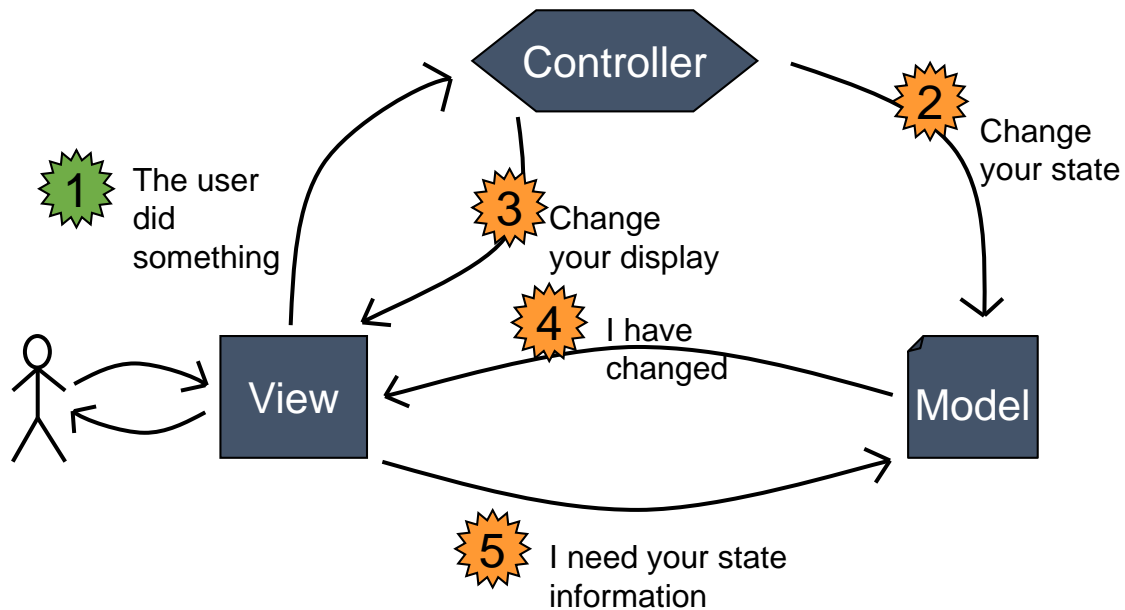 Controller
2
Change
your state
1
The user
did
something
3
Change
your display
4
I have
changed
View
Model
5
I need your state
information